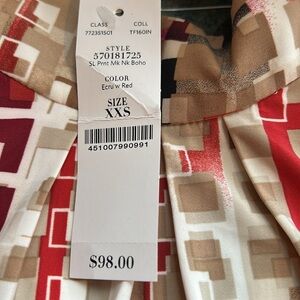 CLASS COLL
772351501 TF160IN
STYLE
570181725
SL Prnt Mk Nk Boho
COLOR
Ecru w Red
SIZE
XXS
451007990991
$98.00